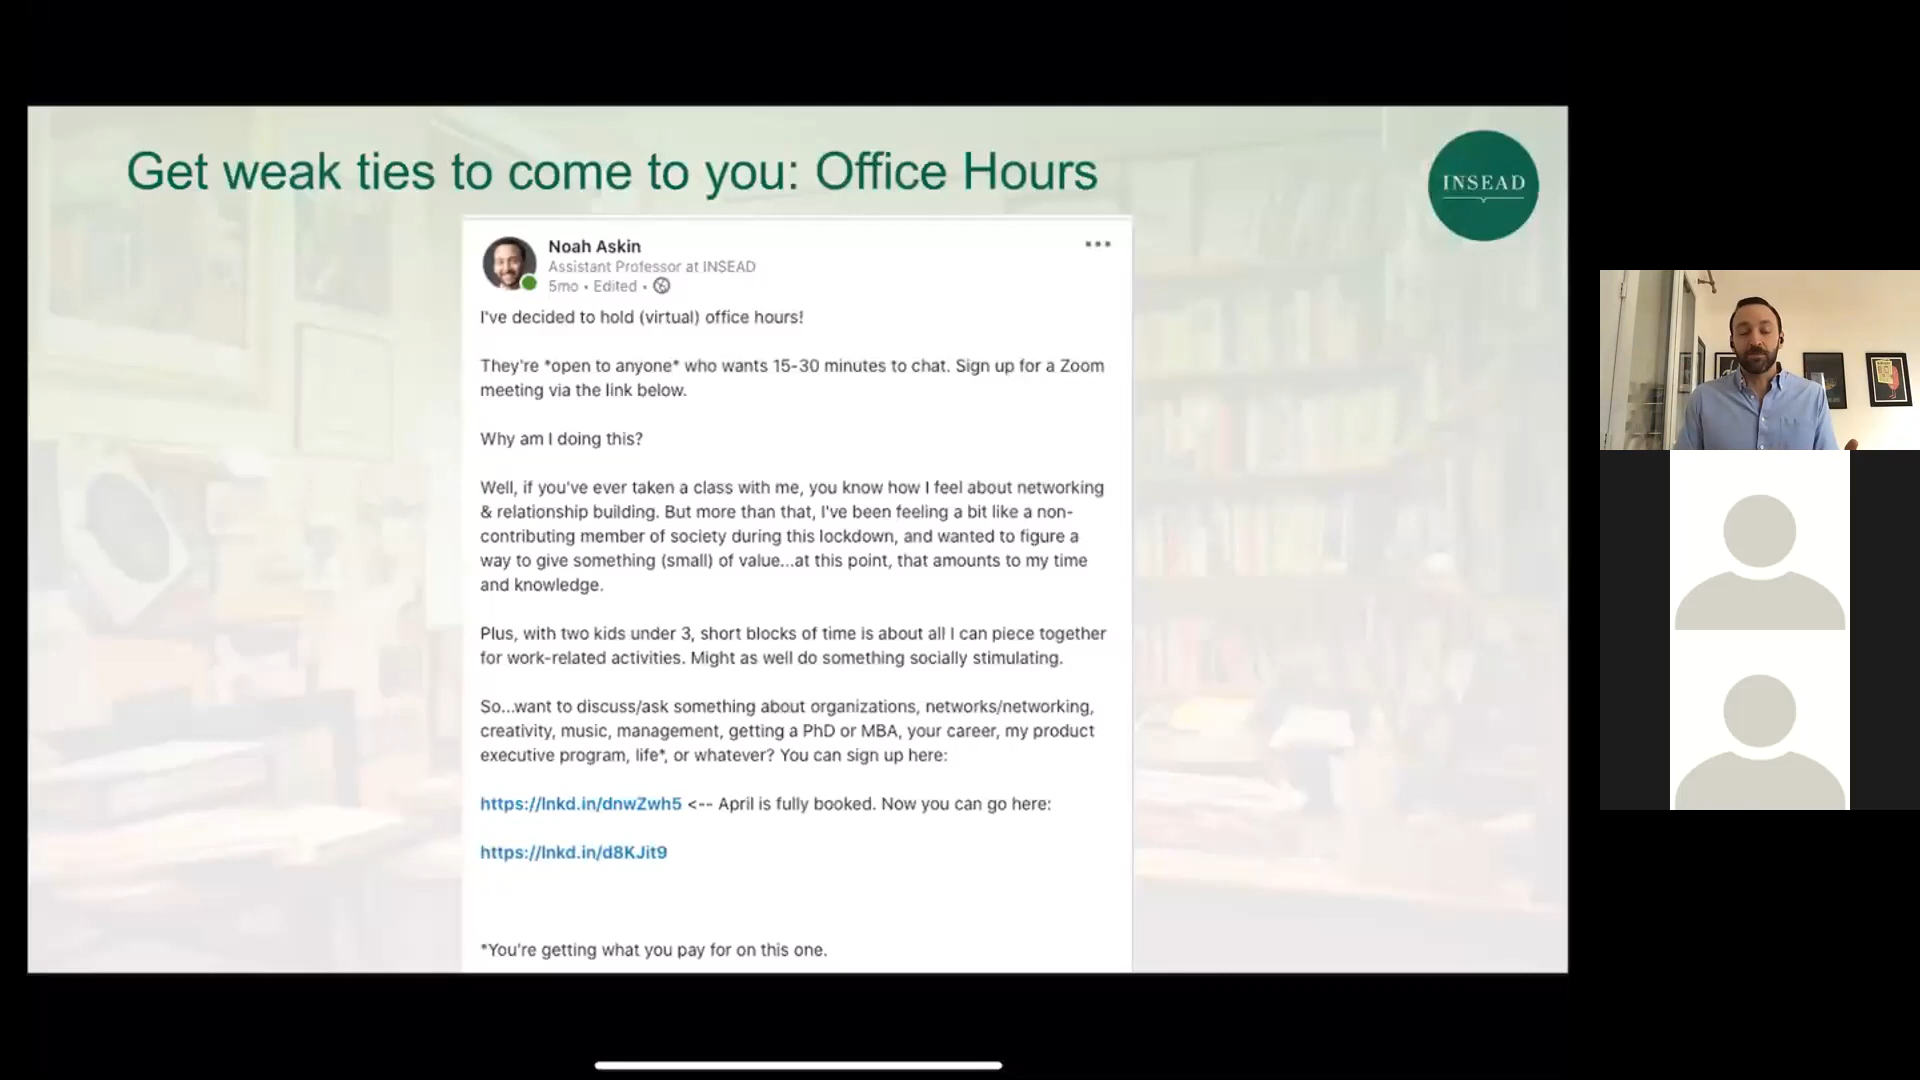 Get weak ties to come to you: Office Hours
INSEAD
Noah Askin
Assistant Professor at INSEAD
5mo • Edited •
I've decided to hold (virtual) office hours!
They're *open to anyone* who wants 15-30 minutes to chat. Sign up for a Zoom
meeting via the link below.
Why am I doing this?
Well, if you've ever taken a class with me, you know how I feel about networking
& relationship building. But more than that, I've been feeling a bit like a non-
contributing member of society during this lockdown, and wanted to figure a
way to give something (small) of value...at this point, that amounts to my time
and knowledge.
Plus, with two kids under 3, short blocks of time is about all I can piece together
for work-related activities. Might as well do something socially stimulating.
So...want to discuss/ask something about organizations, networks/networking,
creativity, music, management, getting a PhD or MBA, your career, my product
executive program, life*, or whatever? You can sign up here:
https://lnkd.in/dnwZwh5 <-- April is fully booked. Now you can go here:
https://lnkd.in/d8KJit9
*You're getting what you pay for on this one.